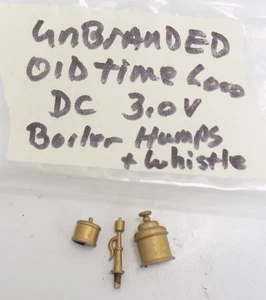 UnBRANDED
Old time Loco
DC 3.0V
Boiler Humps
+ whistle